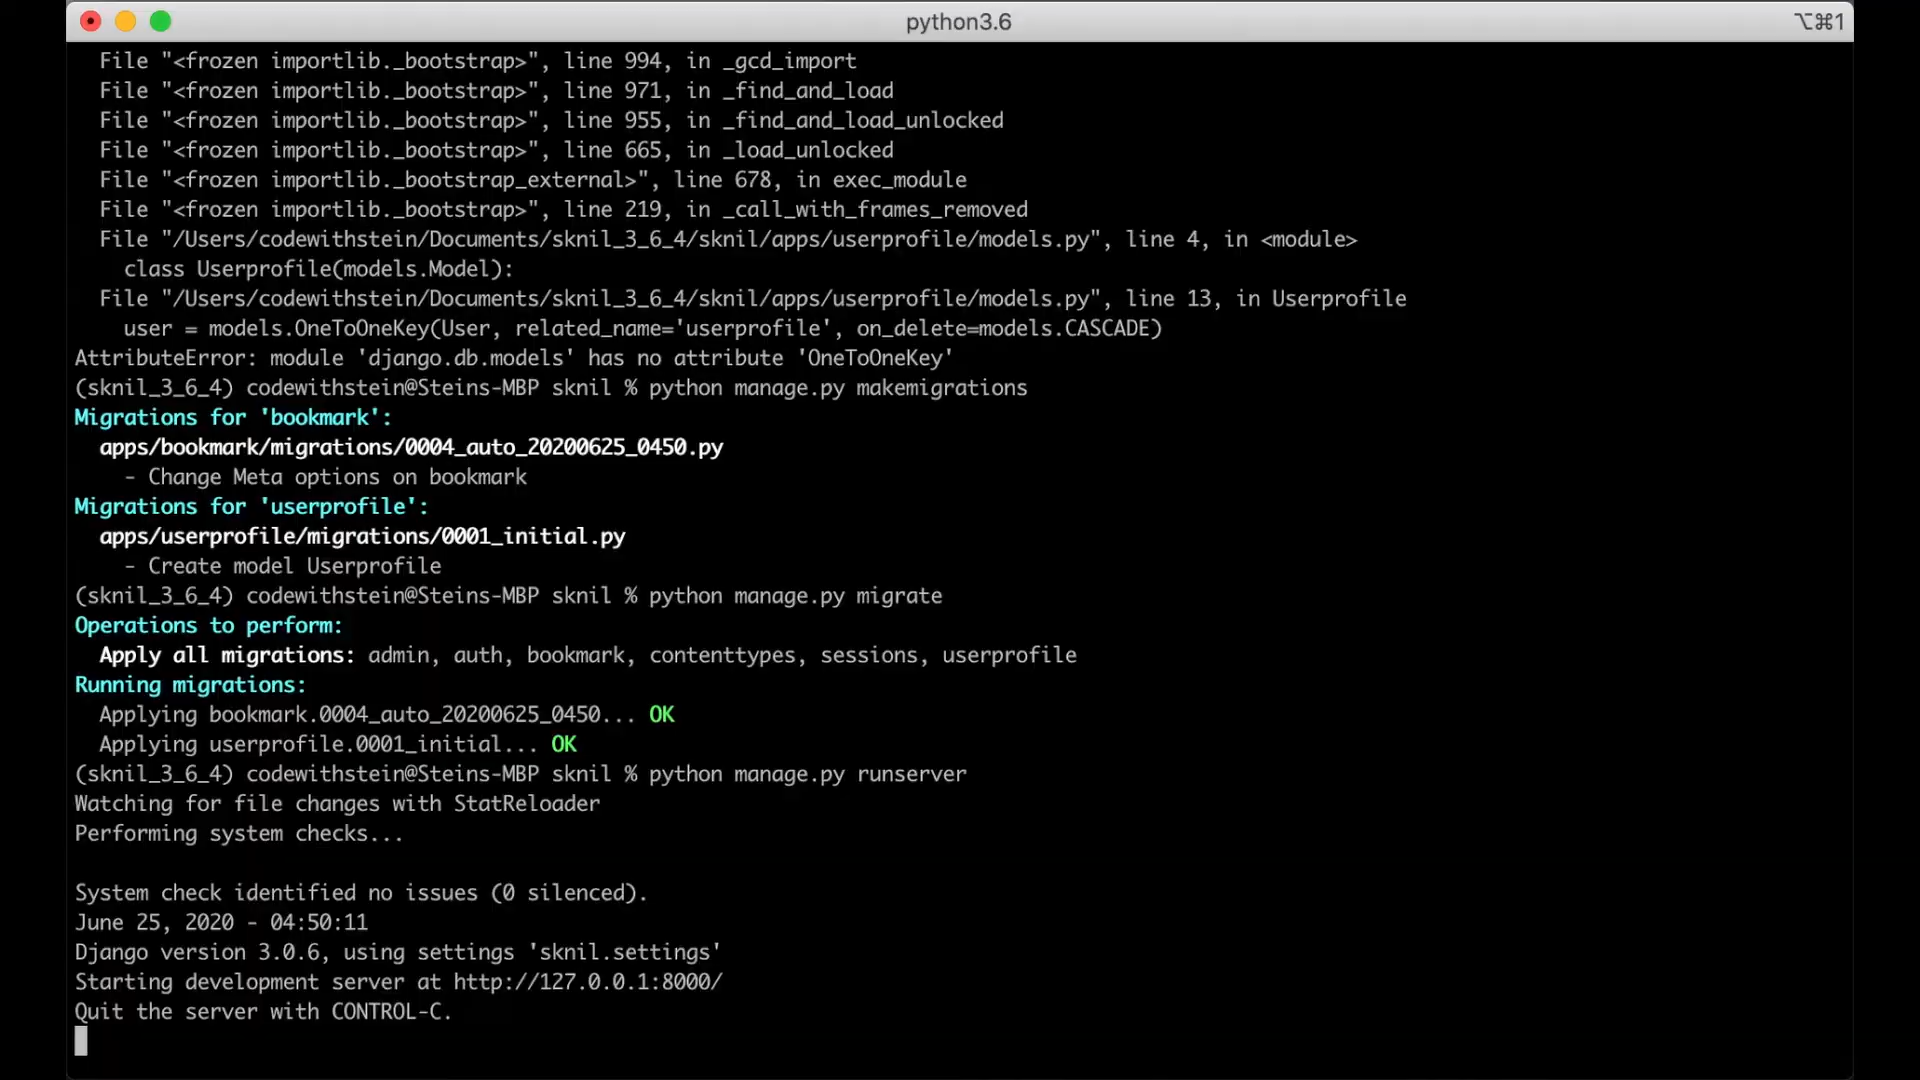 python3.6
⌥⌘1
File "<frozen importlib._bootstrap>", line 994, in _gcd_import
File "<frozen importlib._bootstrap>", line 971, in _find_and_load
File "<frozen importlib._bootstrap>", line 955, in _find_and_load_unlocked
File "<frozen importlib._bootstrap>", line 665, in _load_unlocked
File "<frozen importlib._bootstrap_external>", line 678, in exec_module
File "<frozen importlib._bootstrap>", line 219, in _call_with_frames_removed
File "/Users/codewithstein/Documents/sknil_3_6_4/sknil/apps/userprofile/models.py", line 4, in <module>
class Userprofile(models.Model):
File "/Users/codewithstein/Documents/sknil_3_6_4/sknil/apps/userprofile/models.py", line 13, in Userprofile
user = models.OneToOneKey(User, related_name='userprofile', on_delete=models.CASCADE)
AttributeError: module 'django.db.models' has no attribute 'OneToOneKey'
(sknil_3_6_4) codewithstein@Steins-MBP sknil % python manage.py makemigrations
Migrations for 'bookmark':
apps/bookmark/migrations/0004_auto_20200625_0450.py
- Change Meta options on bookmark
Migrations for 'userprofile':
apps/userprofile/migrations/0001_initial.py
- Create model Userprofile
(sknil_3_6_4) codewithstein@Steins-MBP sknil % python manage.py migrate
Operations to perform:
Apply all migrations: admin, auth, bookmark, contenttypes, sessions, userprofile
Running migrations:
Applying bookmark.0004_auto_20200625_0450... OK
Applying userprofile.0001_initial... OK
(sknil_3_6_4) codewithstein@Steins-MBP sknil % python manage.py runserver
Watching for file changes with StatReloader
Performing system checks...
System check identified no issues (0 silenced).
June 25, 2020 - 04:50:11
Django version 3.0.6, using settings 'sknil.settings'
Starting development server at http://127.0.0.1:8000/
Quit the server with CONTROL-C.